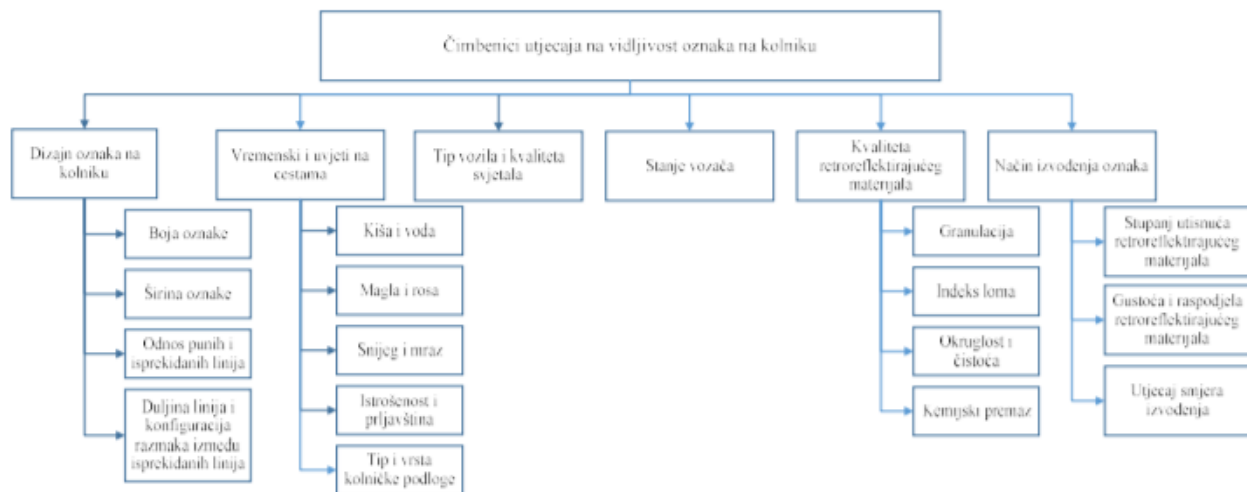 Čimbenici utjecaja na vidljivost oznaka na kolniku
Dizajn oznaka na
kolniku
Boja oznake
Širina oznake
Odnos punih i
isprekidanih linija
Duljina linija i
konfiguracija
razmaka između
isprekidanih linija
Vremenski i uvjeti na
cestama
Kiša i voda
Magla i rosa
Snijeg i mraz
Istrošenost i
prljavština
Tip i vrsta
kolničke podloge
Tip vozila i kvaliteta
svjetala
Stanje vozača
Kvaliteta
retroreflektirajućeg
materijala
Granulacija
Indeks loma
Okruglost i
čistoća
Kemijski premaz
Način izvođenja oznaka
Stupanj utisnuća
retroreflektirajućeg
materijala
Gustoća i raspodjela
retroreflektirajućeg
materijala
Utjecaj smjera
izvođenja